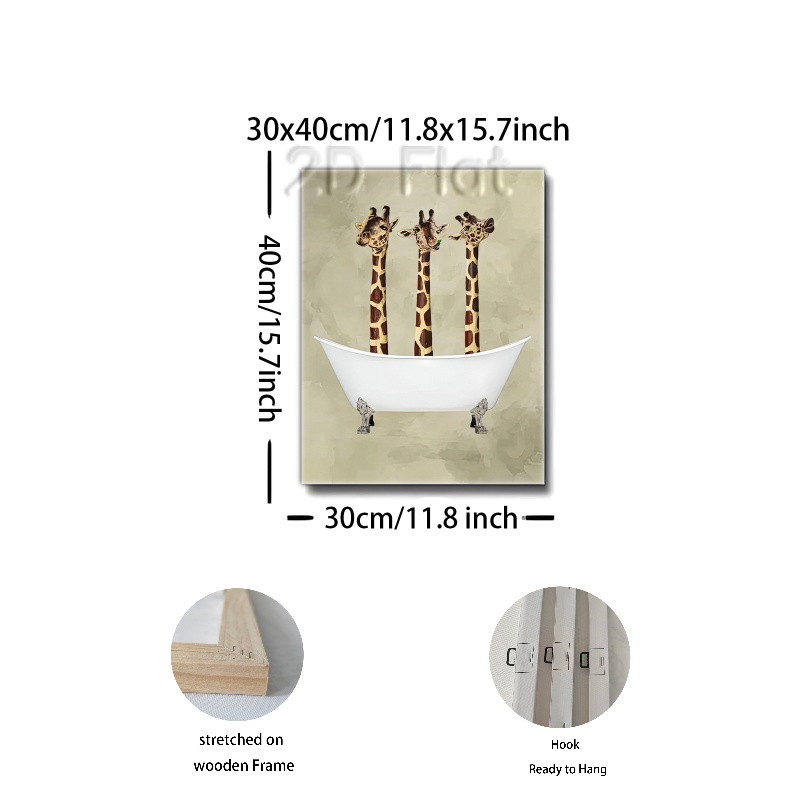 30x40cm/11.8x15.7inch
2D Flat
40cm/15.7inch
30cm/11.8 inch
stretched on
wooden Frame
Hook
Ready to Hang